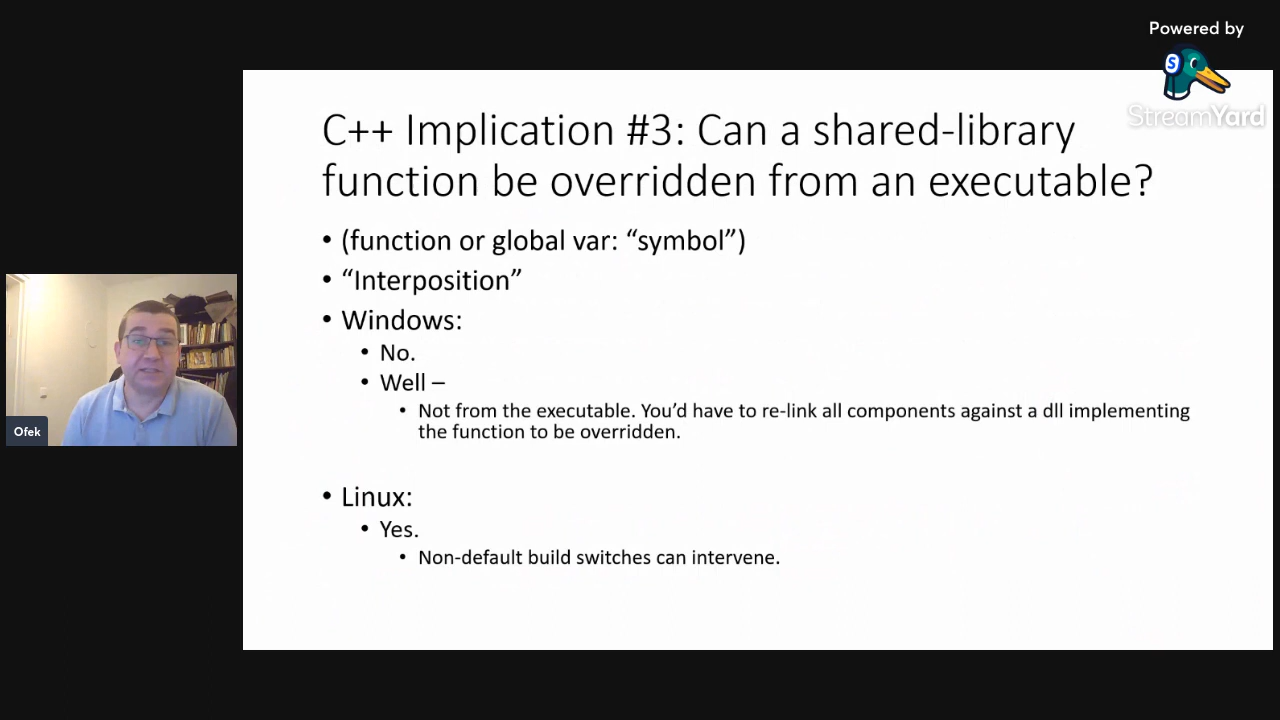 Powered by
S
StreamYard
C++ Implication #3: Can a shared-library
function be overridden from an executable?
• (function or global var: “symbol”)
• “Interposition”
• Windows:
• No.
• Well –
• Not from the executable. You’d have to re-link all components against a dll implementing
the function to be overridden.
• Linux:
• Yes.
• Non-default build switches can intervene.
Ofek